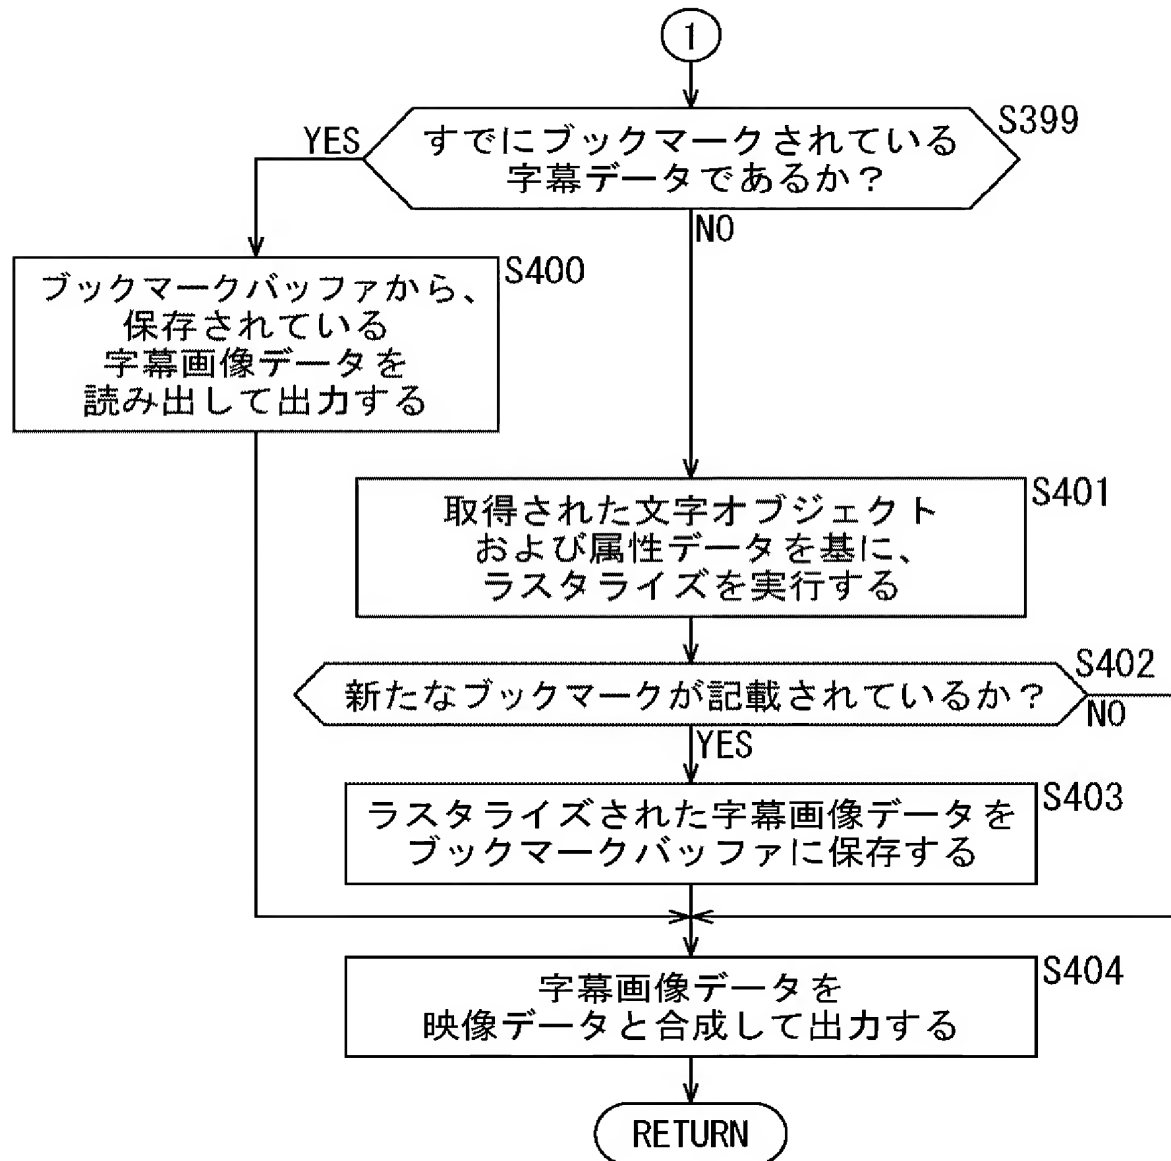 1
S399
YES
すでにブックマークされている
字幕データであるか？
NO
S400
ブックマークバッファから、
保存されている
字幕画像データを
読み出して出力する
S401
取得された文字オブジェクト
および属性データを基に、
ラスタライズを実行する
S402
新たなブックマークが記載されているか？
NO
YES
S403
ラスタライズされた字幕画像データを
ブックマークバッファに保存する
S404
字幕画像データを
映像データと合成して出力する
RETURN